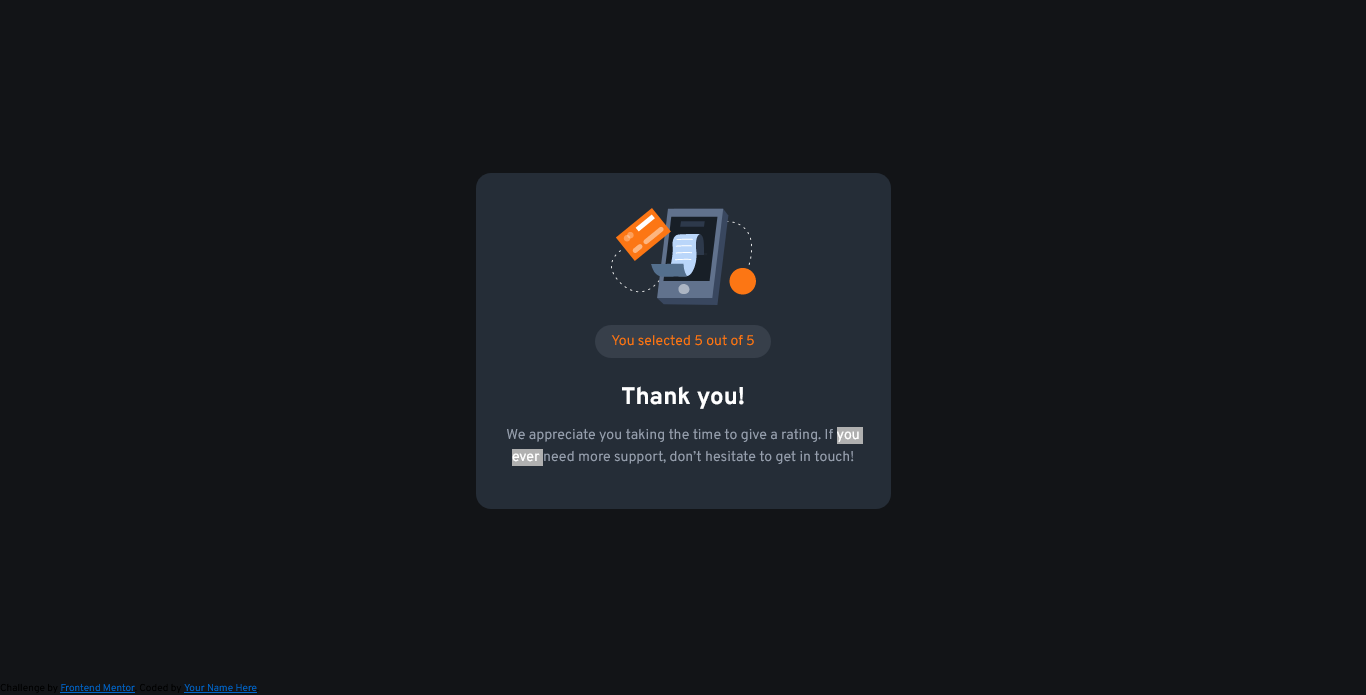 You selected 5 out of 5
Thank you!
We appreciate you taking the time to give a rating. If you
ever need more support, don’t hesitate to get in touch!
Challenge by Frontend Mentor. Coded by Your Name Here